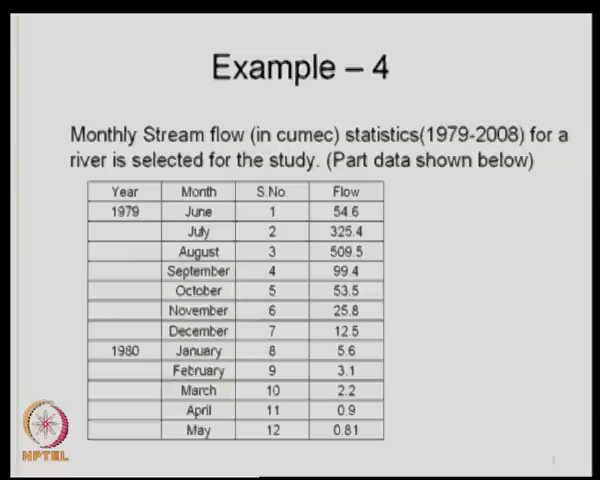 Example – 4
Monthly Stream flow (in cumec) statistics(1979-2008) for a
river is selected for the study. (Part data shown below)
Year Month S.No. Flow
1979 June 1 54.6
July 2 325.4
August 3 509.5
September 4 99.4
October 5 53.5
November 6 25.8
December 7 12.5
1980 January 8 5.6
February 9 3.1
March 10 2.2
April 11 0.9
May 12 0.81
NPTEL